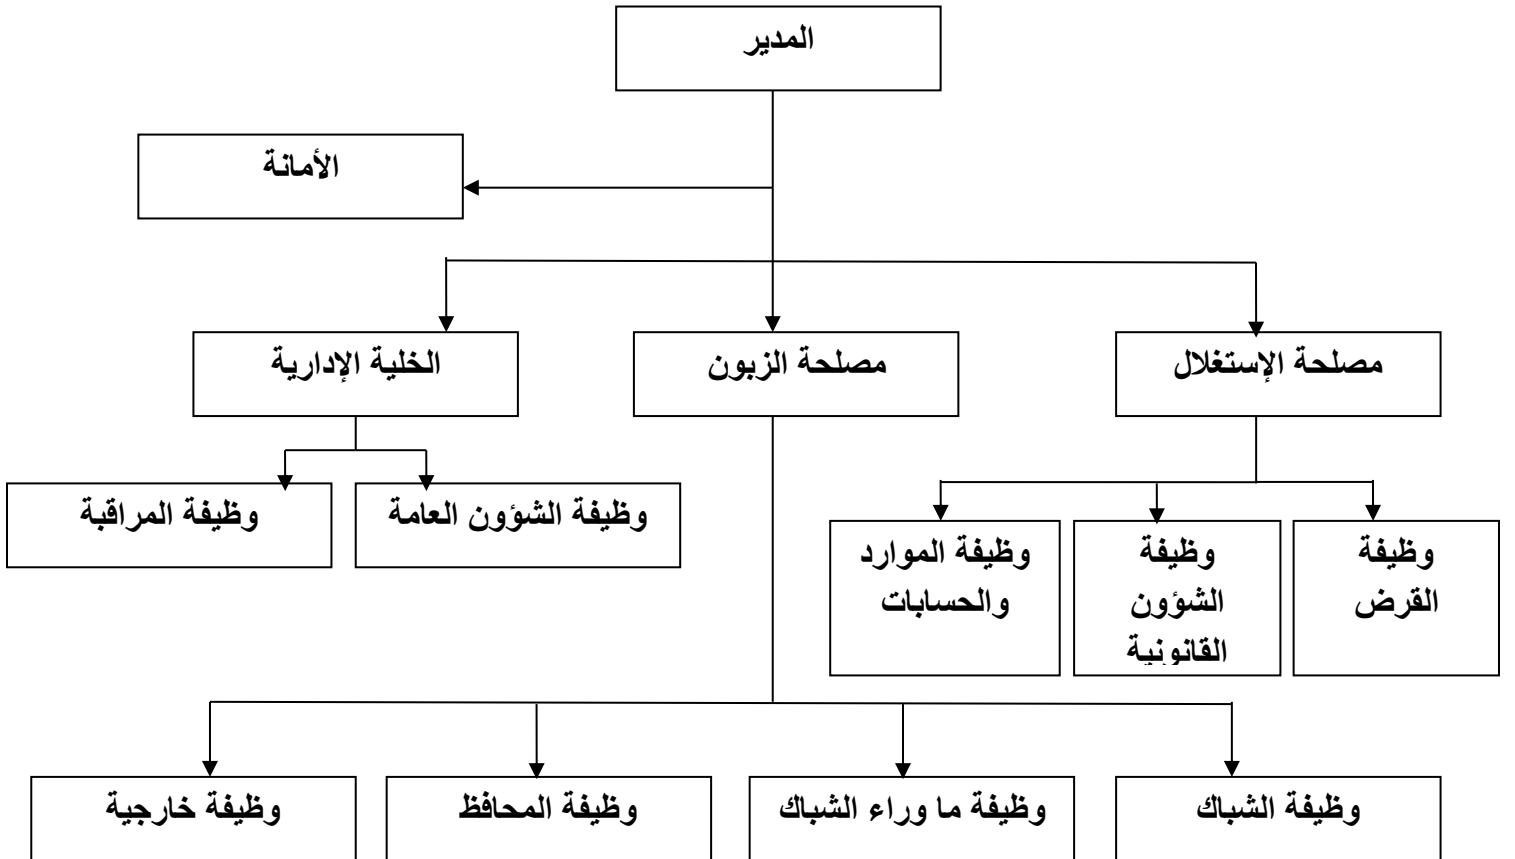 المدير
الأمانة
مصلحة الإستغلال
مصلحة الزبون
الخلية الإدارية
وظيفة الشؤون العامة
وظيفة المراقبة
وظيفة
القرض
وظيفة
الشؤون
القانونية
وظيفة الموارد
والحسابات
وظيفة الشباك
وظيفة ما وراء الشباك
وظيفة المحافظ
وظيفة خارجية